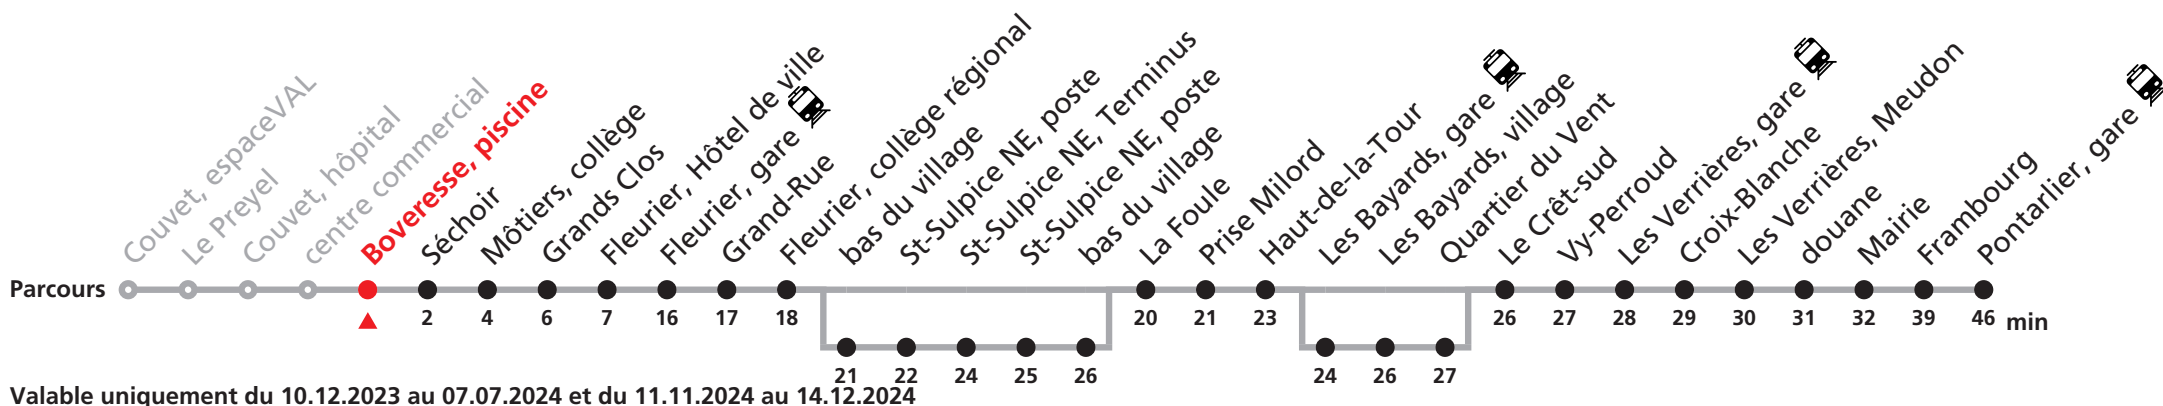 Couvet, espaceVAL
Le Preyel
Couvet, hôpital
centre commercial
Boveresse, piscine
Séchoir
Môtiers, collège
Grands Clos
Fleurier, Hôtel de ville
Fleurier, gare
Grand-Rue
Fleurier, collège régional
bas du village
St-Sulpice NE, poste
St-Sulpice NE, Terminus
St-Sulpice NE, poste
bas du village
La Foule
Prise Milord
Haut-de-la-Tour
Les Bayards, gare
Les Bayards, village
Quartier du Vent
Le Crêt-sud
Vy-Perroud
Les Verrières, gare
Croix-Blanche
Les Verrières, Meudon
douane
Mairie
Frambourg
Pontarlier, gare
Parcours
2 4 6 7 16 17 18 20 21 23 26 27 28 29 30 31 32 39 46 min
21 22 24 25 26 24 26 27
Valable uniquement du 10.12.2023 au 07.07.2024 et du 11.11.2024 au 14.12.2024